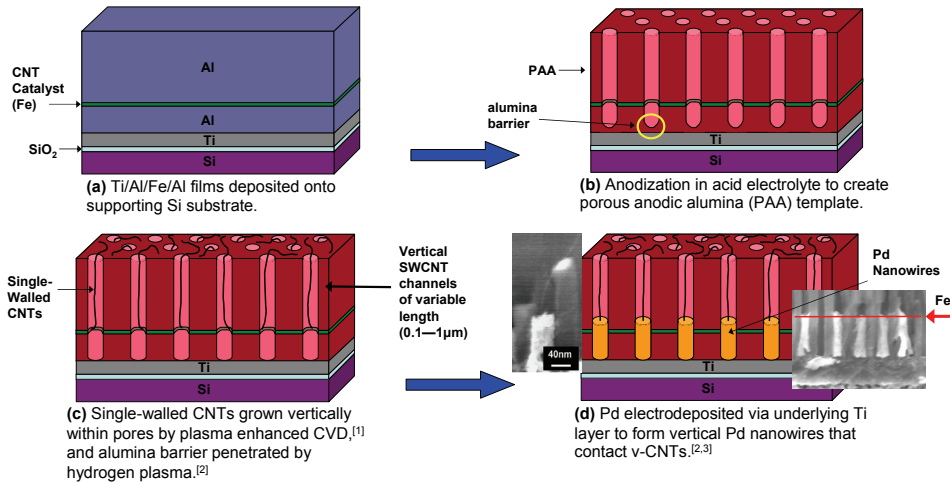 CNT
Catalyst
(Fe)
SiO₂
Al
Al
Ti
Si
(a) Ti/Al/Fe/Al films deposited onto
supporting Si substrate.
PAA
alumina
barrier
Ti
Si
(b) Anodization in acid electrolyte to create
porous anodic alumina (PAA) template.
Single-
Walled
CNTs
Ti
Si
Vertical
SWCNT
channels
of variable
length
(0.1—1μm)
(c) Single-walled CNTs grown vertically
within pores by plasma enhanced CVD,[1]
and alumina barrier penetrated by
hydrogen plasma.[2]
40nm
Pd
Nanowires
Fe
Ti
Si
(d) Pd electrodeposited via underlying Ti
layer to form vertical Pd nanowires that
contact v-CNTs.[2,3]